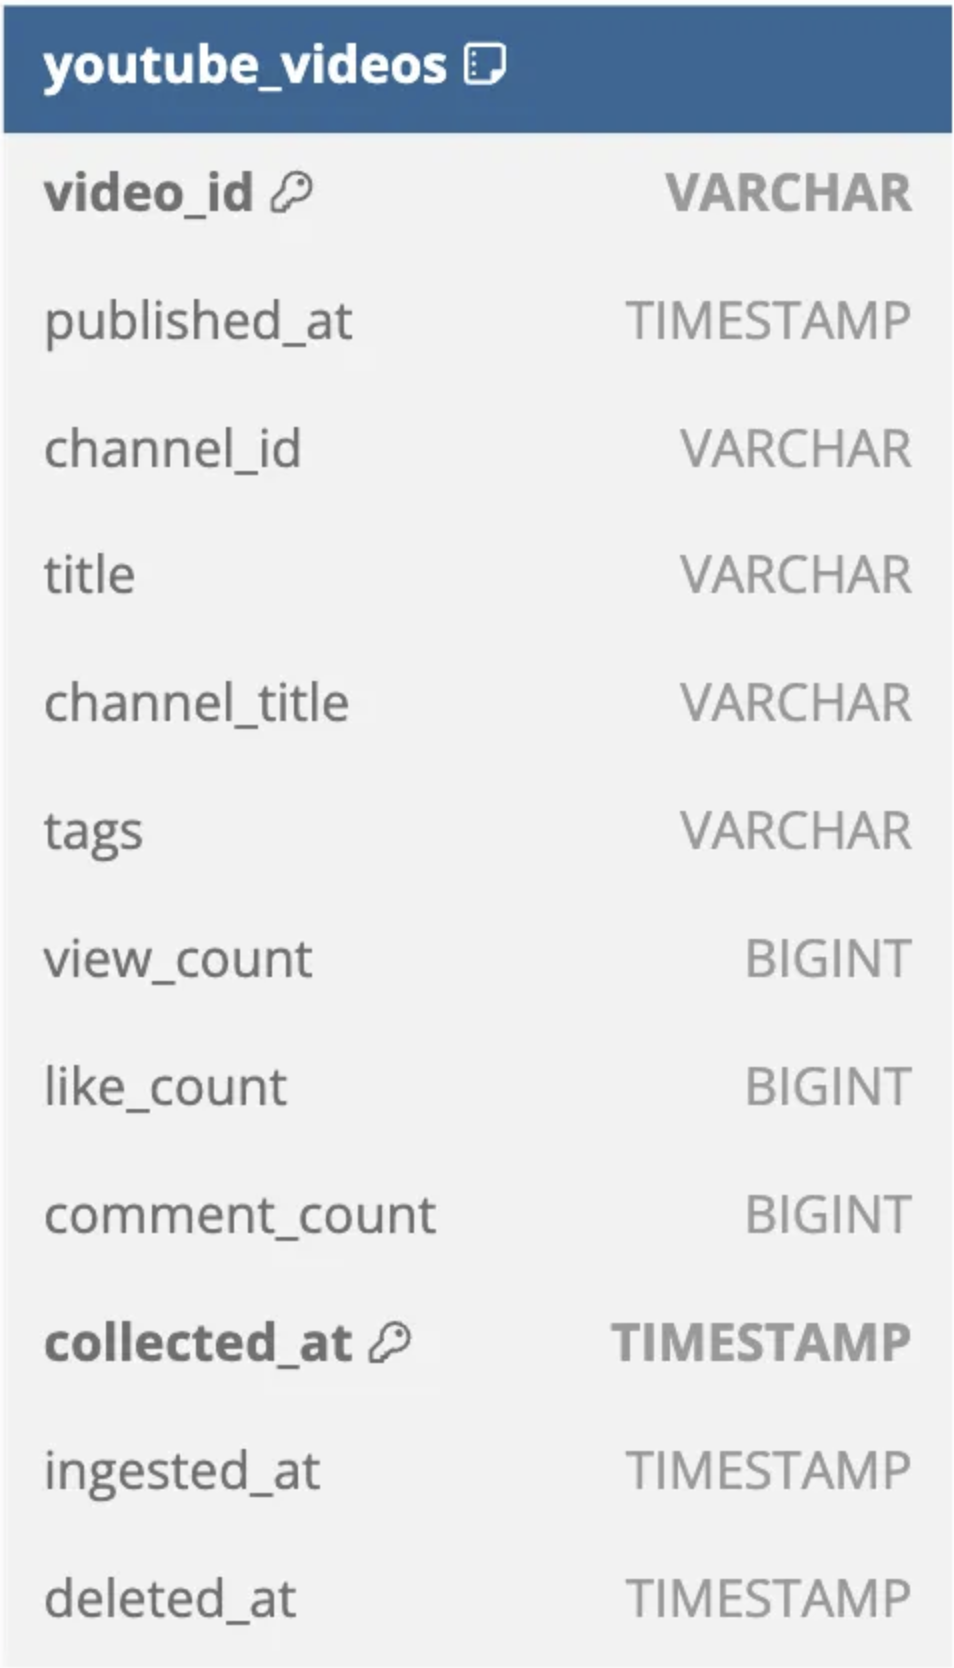 youtube_videos
video_id VARCHAR
published_at TIMESTAMP
channel_id VARCHAR
title VARCHAR
channel_title VARCHAR
tags VARCHAR
view_count BIGINT
like_count BIGINT
comment_count BIGINT
collected_at TIMESTAMP
ingested_at TIMESTAMP
deleted_at TIMESTAMP